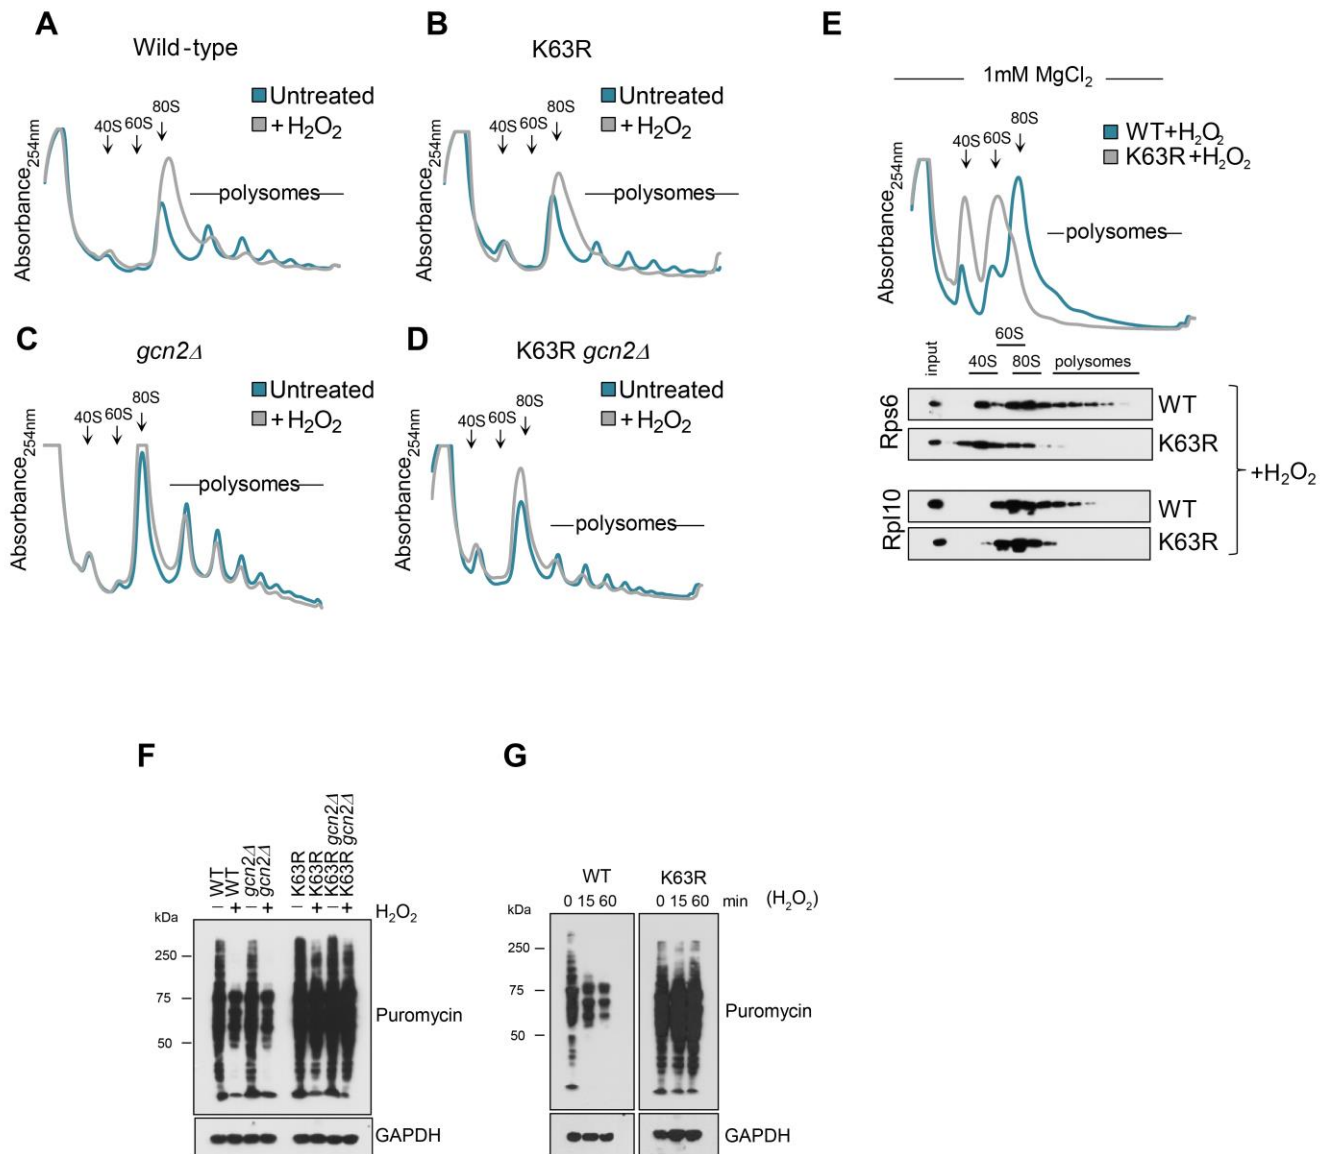 A
Wild-type
Untreated
+ H₂O₂
40S 60S 80S
polysomes
Absorbance254nm
B
K63R
Untreated
+ H₂O₂
40S 60S 80S
polysomes
Absorbance254nm
C
gcn2Δ
Untreated
+ H₂O₂
40S 60S 80S
polysomes
Absorbance254nm
D
K63R gcn2Δ
Untreated
+ H₂O₂
40S 60S 80S
polysomes
Absorbance254nm
E
1mM MgCl₂
WT+H₂O₂
K63R+H₂O₂
40S 60S 80S
polysomes
Absorbance254nm
input 40S 60S 80S polysomes
Rps6
WT
K63R
Rpl10
WT
K63R
+H₂O₂
F
WT WT gcn2Δ gcn2Δ K63R K63R K63R gcn2Δ K63R gcn2Δ
– + – + – + – + H₂O₂
kDa
250
75
50
Puromycin
GAPDH
G
WT K63R
0 15 60 0 15 60 min (H₂O₂)
kDa
250
75
50
Puromycin
GAPDH